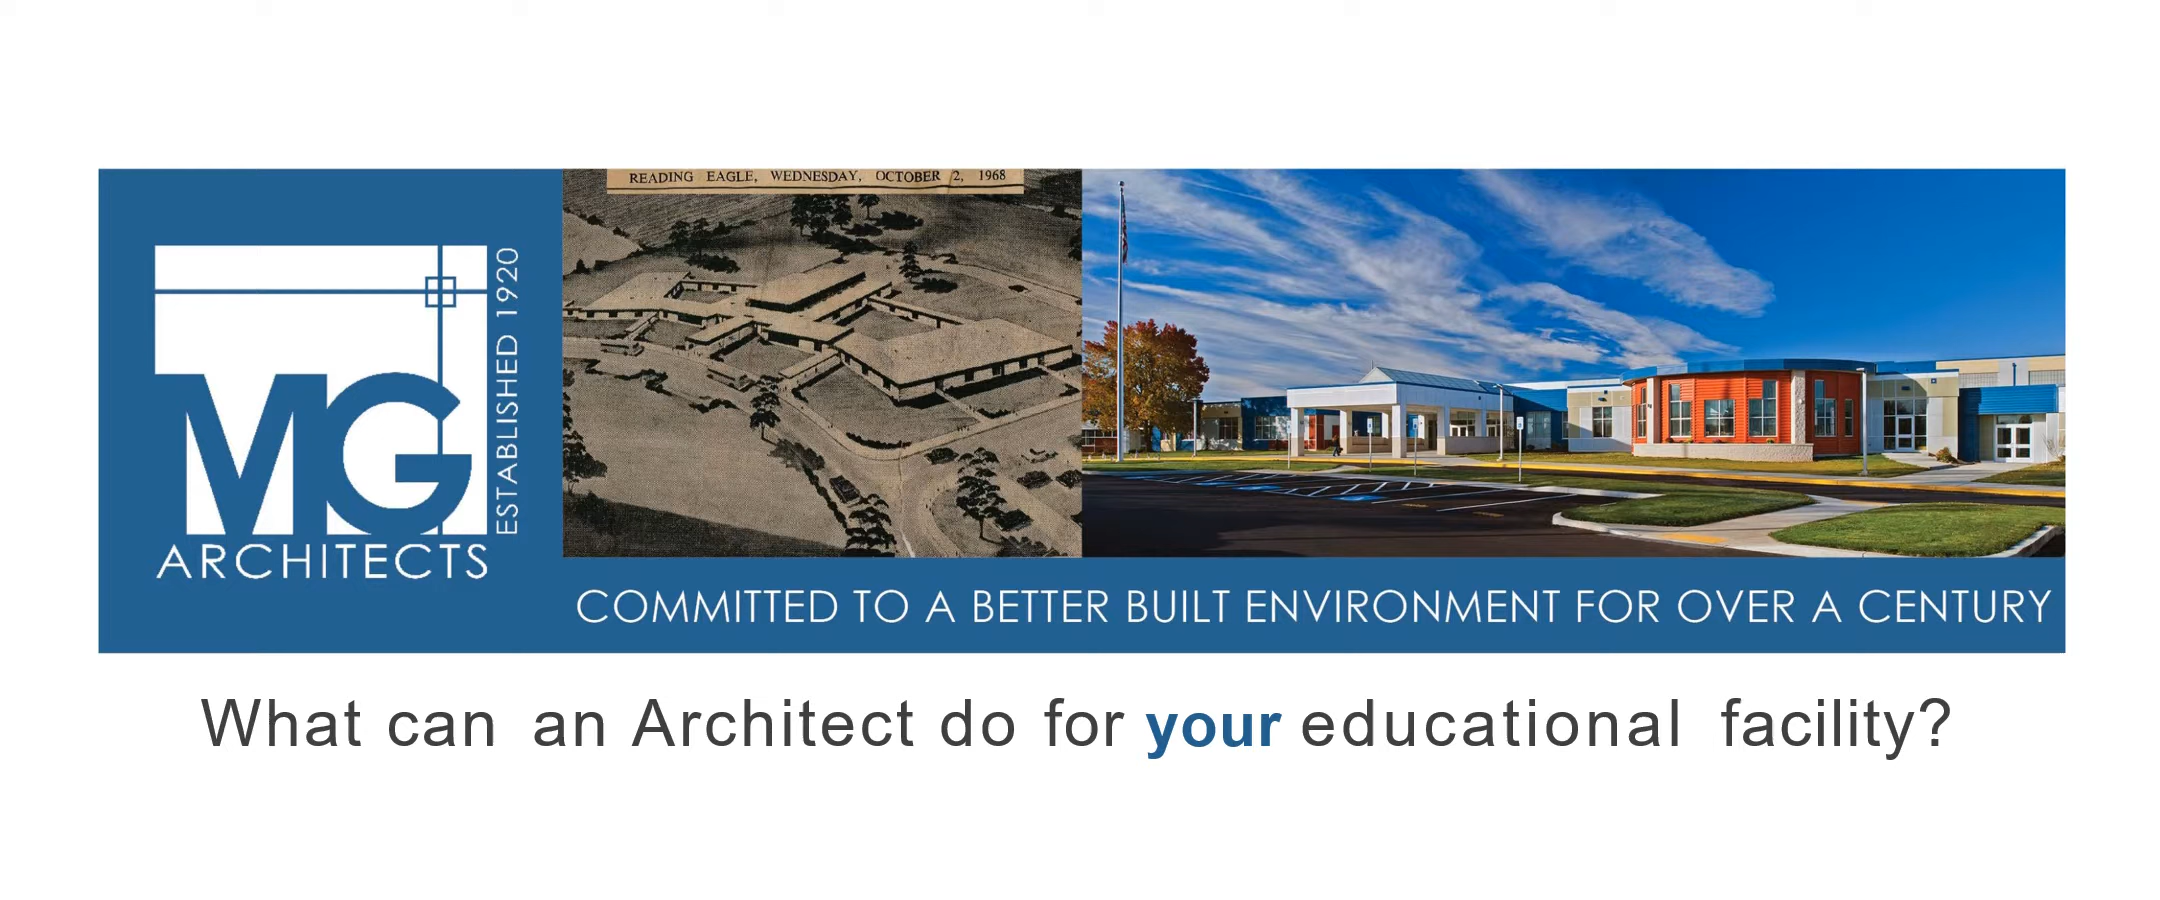 MG
ARCHITECTS
ESTABLISHED 1920
READING EAGLE, WEDNESDAY, OCTOBER 2, 1968
COMMITTED TO A BETTER BUILT ENVIRONMENT FOR OVER A CENTURY
What can an Architect do for your educational facility?